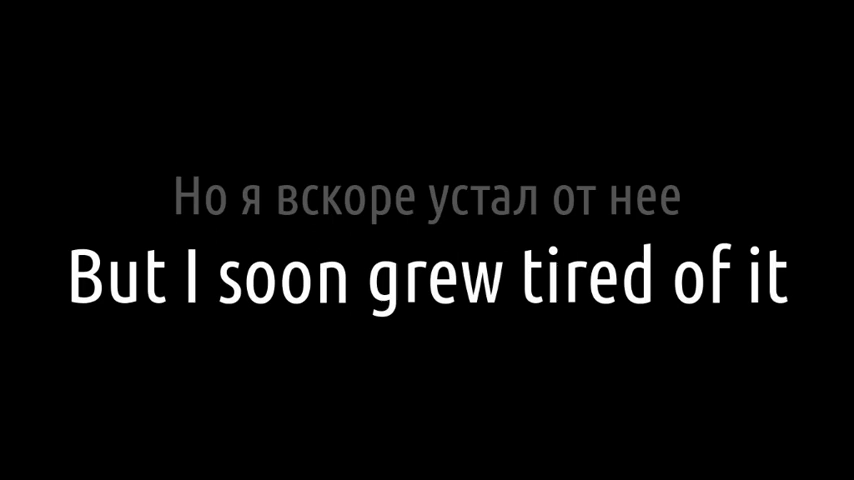 Но я вскоре устал от нее
But I soon grew tired of it